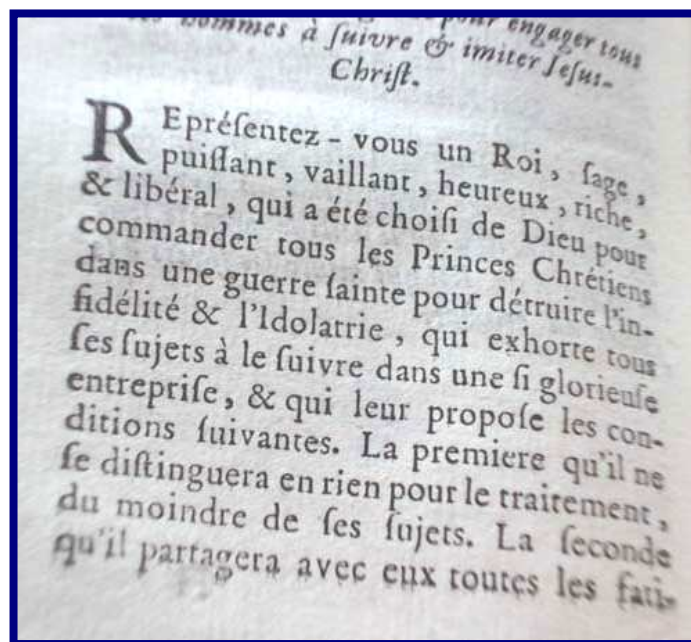 pour engager tous
hommes à ſuivre & imiter Jeſus-
Chriſt.
REpréſentez-vous un Roi, ſage,
puiſſant, vaillant, heureux, riche,
& libéral, qui a été choiſi de Dieu pour
commander tous les Princes Chrétiens
dans une guerre ſainte pour détruire l'in-
fidélité & l'Idolatrie, qui exhorte tous
ſes ſujets à le ſuivre dans une ſi glorieuſe
entrepriſe, & qui leur propoſe les con-
ditions ſuivantes. La premiere qu'il ne
ſe diſtinguera en rien pour le traitement,
du moindre de ſes ſujets. La ſeconde
qu'il partagera avec eux toutes les fati-